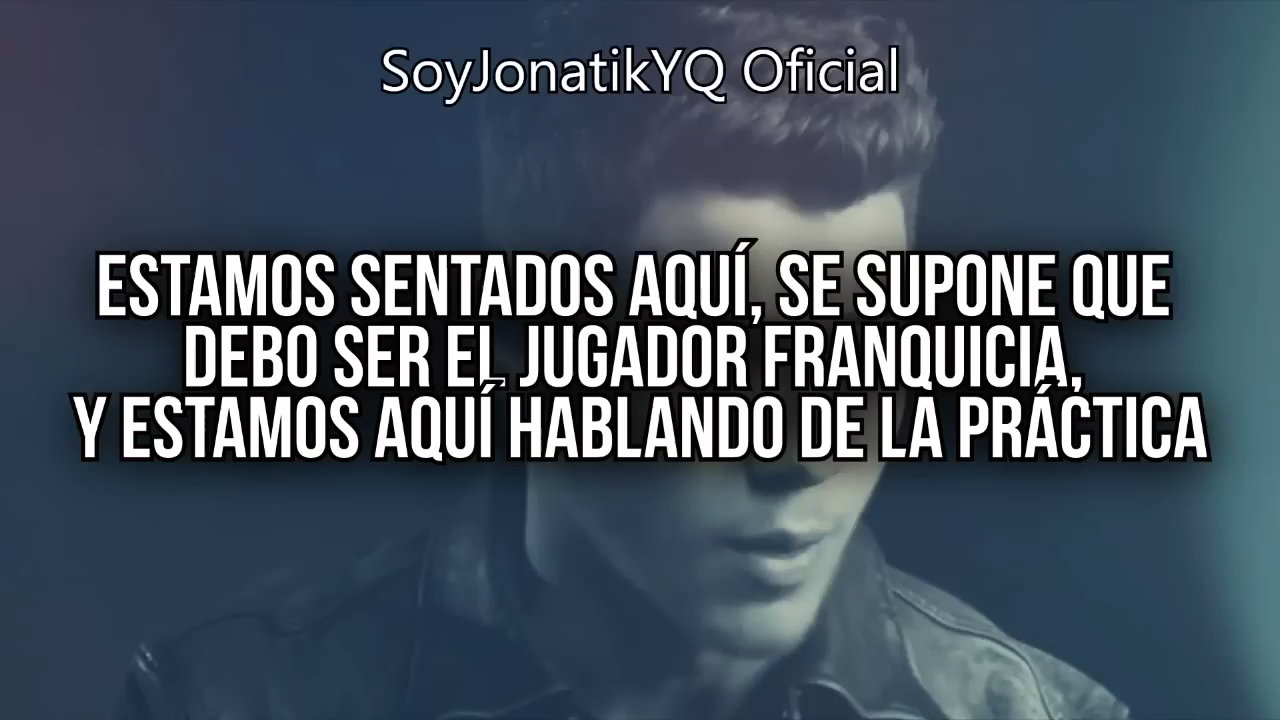 SoyJonatikYQ Oficial
ESTAMOS SENTADOS AQUÍ, SE SUPONE QUE
DEBO SER EL JUGADOR FRANQUICIA,
Y ESTAMOS AQUÍ HABLANDO DE LA PRÁCTICA